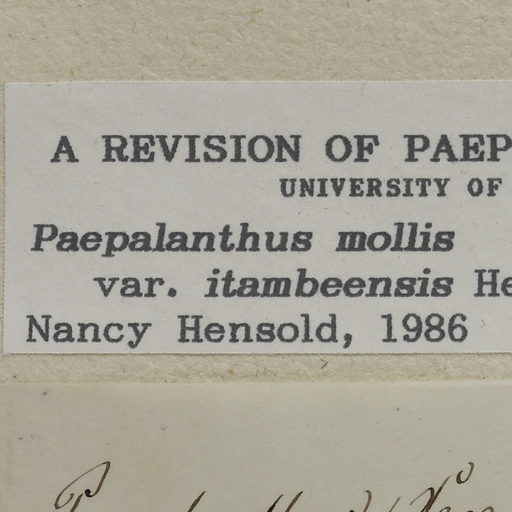 A REVISION OF PAEP
UNIVERSITY OF
Paepalanthus mollis
var. itambeensis He
Nancy Hensold, 1986